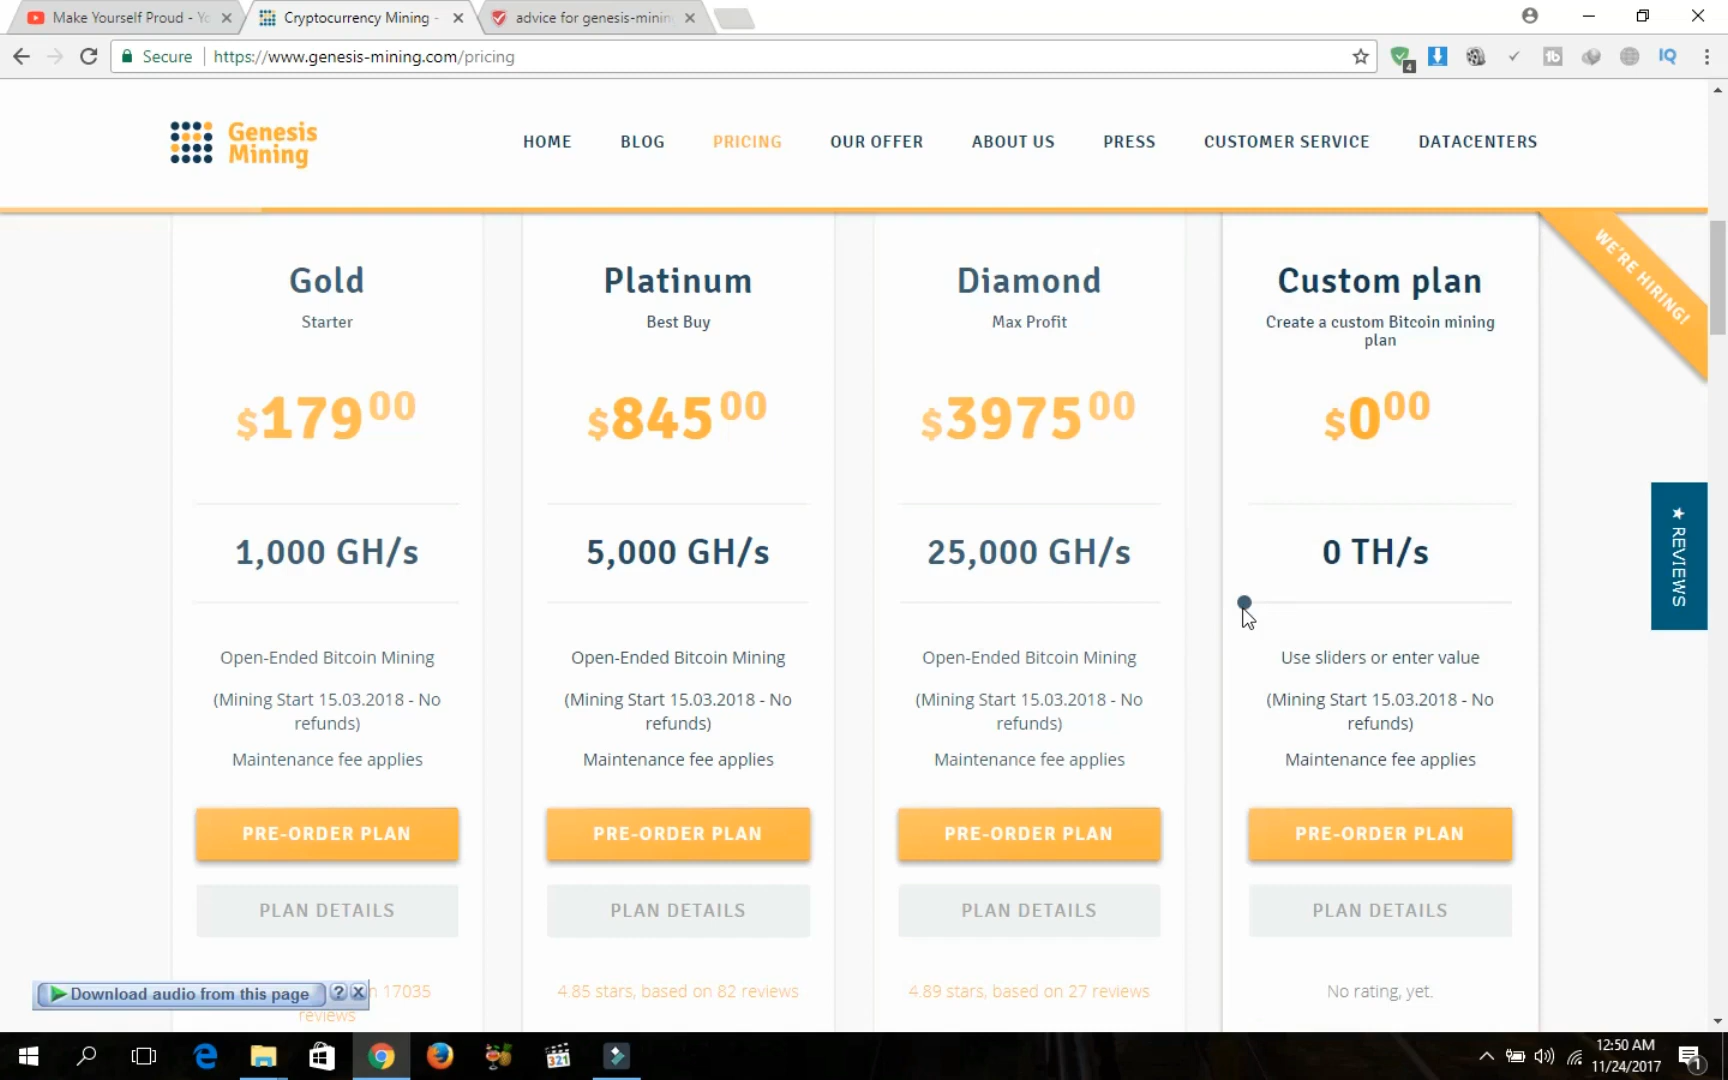 Make Yourself Proud - Yo
Cryptocurrency Mining -
advice for genesis-minin
Secure
https://www.genesis-mining.com/pricing
4
IQ
Genesis
Mining
HOME
BLOG
PRICING
OUR OFFER
ABOUT US
PRESS
CUSTOMER SERVICE
DATACENTERS
WE'RE HIRING!
Gold
Starter
$179 00
1,000 GH/s
Open-Ended Bitcoin Mining
(Mining Start 15.03.2018 - No
refunds)
Maintenance fee applies
PRE-ORDER PLAN
PLAN DETAILS
n 17035
reviews
Platinum
Best Buy
$845 00
5,000 GH/s
Open-Ended Bitcoin Mining
(Mining Start 15.03.2018 - No
refunds)
Maintenance fee applies
PRE-ORDER PLAN
PLAN DETAILS
4.85 stars, based on 82 reviews
Diamond
Max Profit
$3975 00
25,000 GH/s
Open-Ended Bitcoin Mining
(Mining Start 15.03.2018 - No
refunds)
Maintenance fee applies
PRE-ORDER PLAN
PLAN DETAILS
4.89 stars, based on 27 reviews
Custom plan
Create a custom Bitcoin mining
plan
$0 00
0 TH/s
Use sliders or enter value
(Mining Start 15.03.2018 - No
refunds)
Maintenance fee applies
PRE-ORDER PLAN
PLAN DETAILS
No rating, yet.
★ REVIEWS
Download audio from this page
?
321
12:50 AM
11/24/2017
1